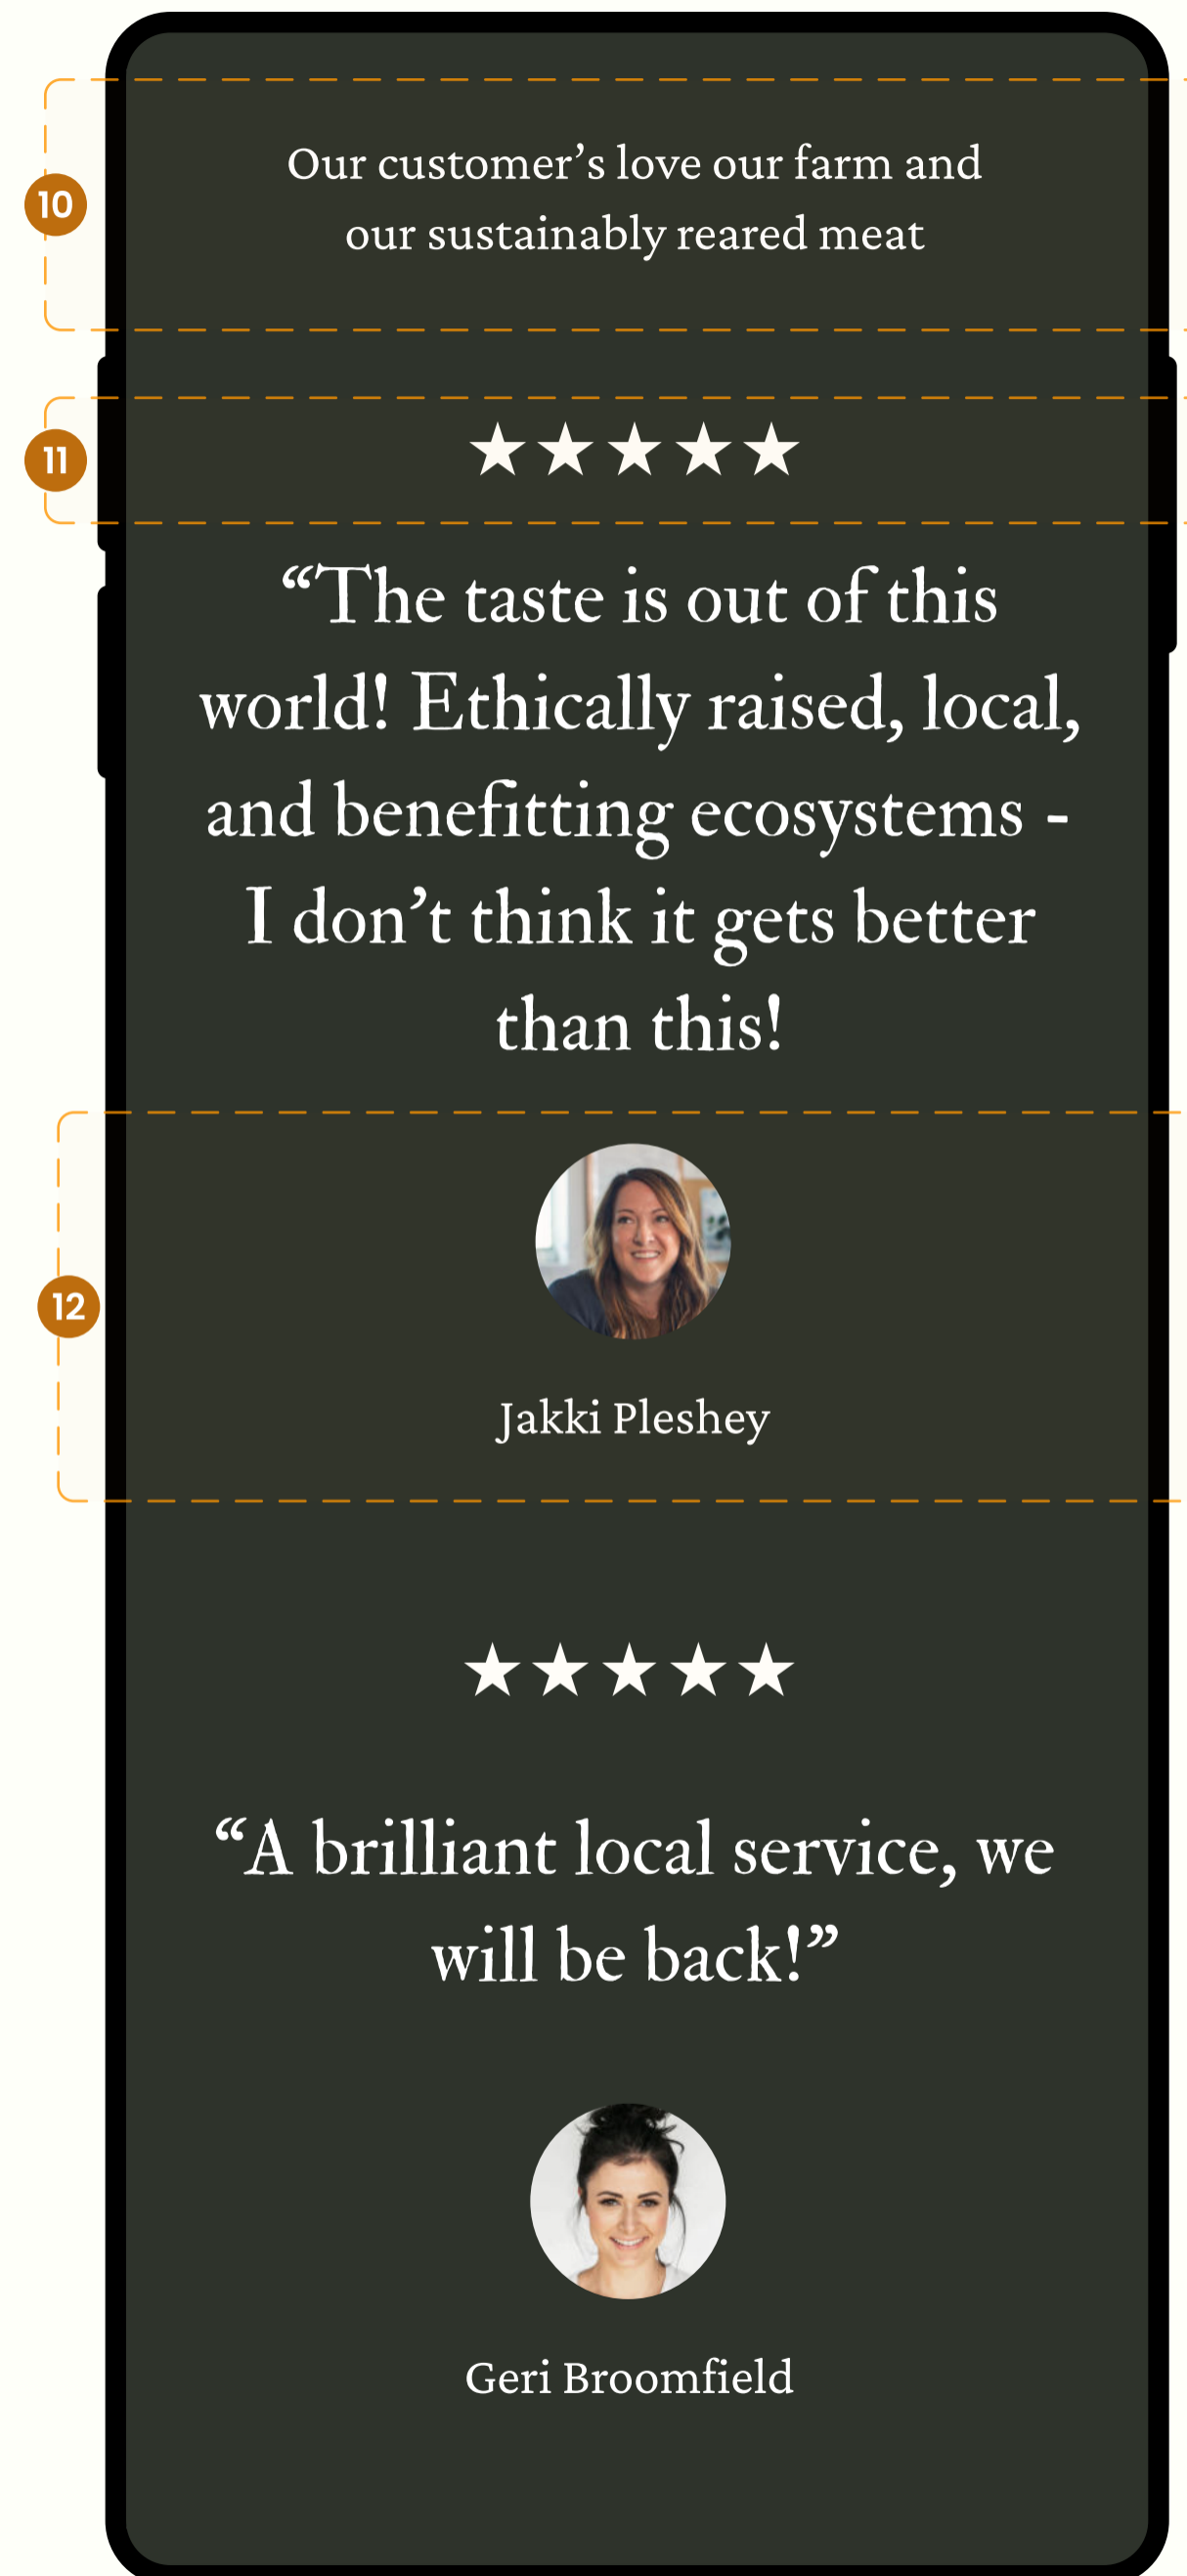 Our customer’s love our farm and
our sustainably reared meat
10
11
“The taste is out of this
world! Ethically raised, local,
and benefitting ecosystems -
I don’t think it gets better
than this!
12
Jakki Pleshey
“A brilliant local service, we
will be back!”
Geri Broomfield